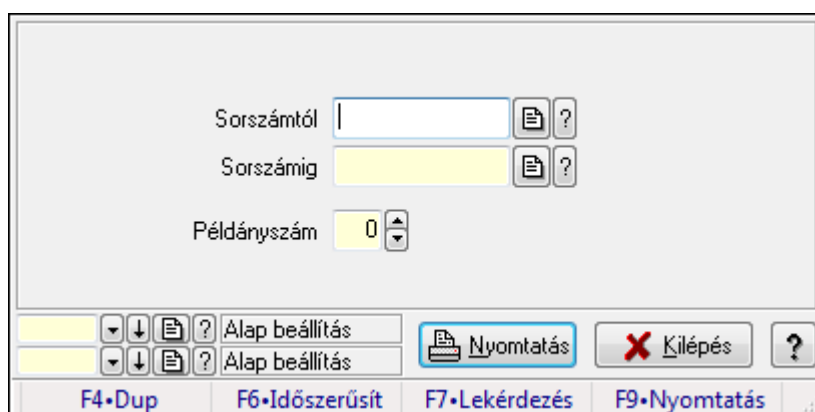 Sorszámtól ?
Sorszámig ?
Példányszám 0
? Alap beállítás
? Alap beállítás
Nyomtatás Kilépés ?
F4•Dup F6•Időszerűsít F7•Lekérdezés F9•Nyomtatás